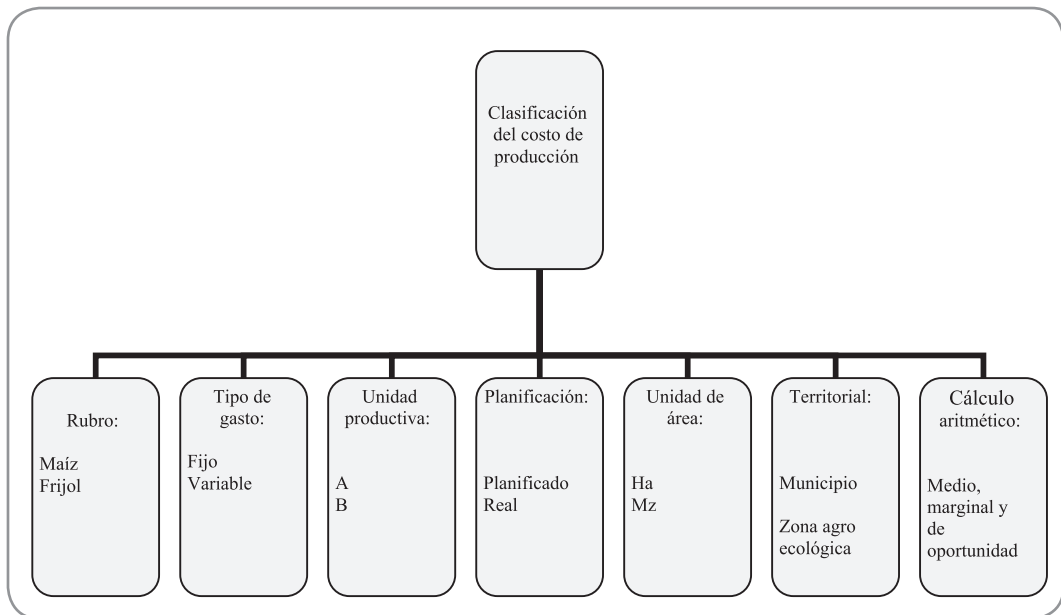 Clasificación
del costo de
producción
Rubro:
Maíz
Frijol
Tipo de
gasto:
Fijo
Variable
Unidad
productiva:
A
B
Planificación:
Planificado
Real
Unidad de
área:
Ha
Mz
Territorial:
Municipio
Zona agro
ecológica
Cálculo
aritmético:
Medio,
marginal y
de
oportunidad